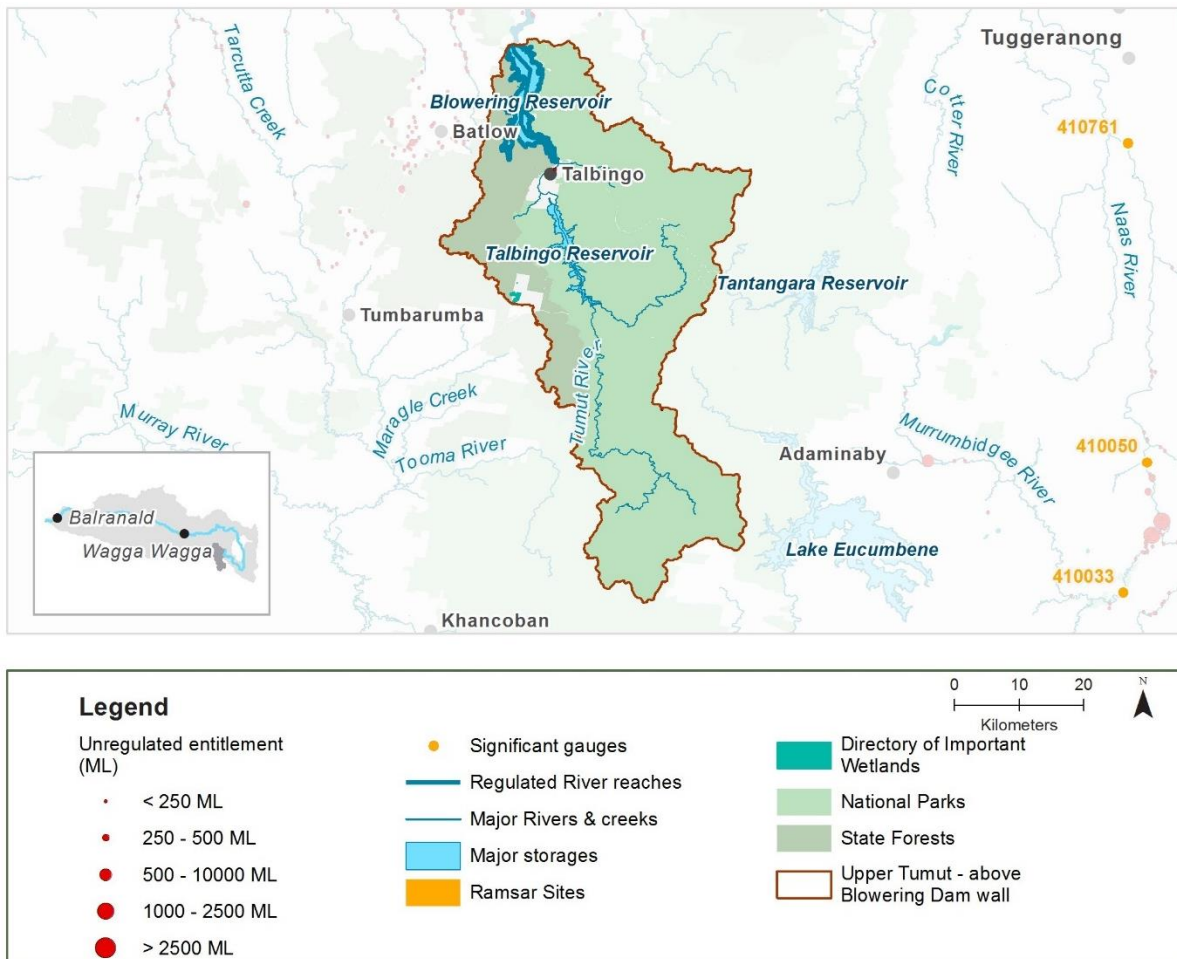 Tarcutta Creek
Tuggeranong
Cotter River
Blowering Reservoir
Batlow
410761
Talbingo
Naas River
Talbingo Reservoir
Tantangara Reservoir
Tumbarumba
Tumut River
Maragle Creek
Murray River
Tooma River
Murrumbidgee River
410050
Adaminaby
Balranald
Wagga Wagga
Lake Eucumbene
410033
Khancoban
Legend
Unregulated entitlement
(ML)
< 250 ML
250 - 500 ML
500 - 10000 ML
1000 - 2500 ML
> 2500 ML
Significant gauges
Regulated River reaches
Major Rivers & creeks
Major storages
Ramsar Sites
0 10 20
Kilometers
N
Directory of Important
Wetlands
National Parks
State Forests
Upper Tumut - above
Blowering Dam wall